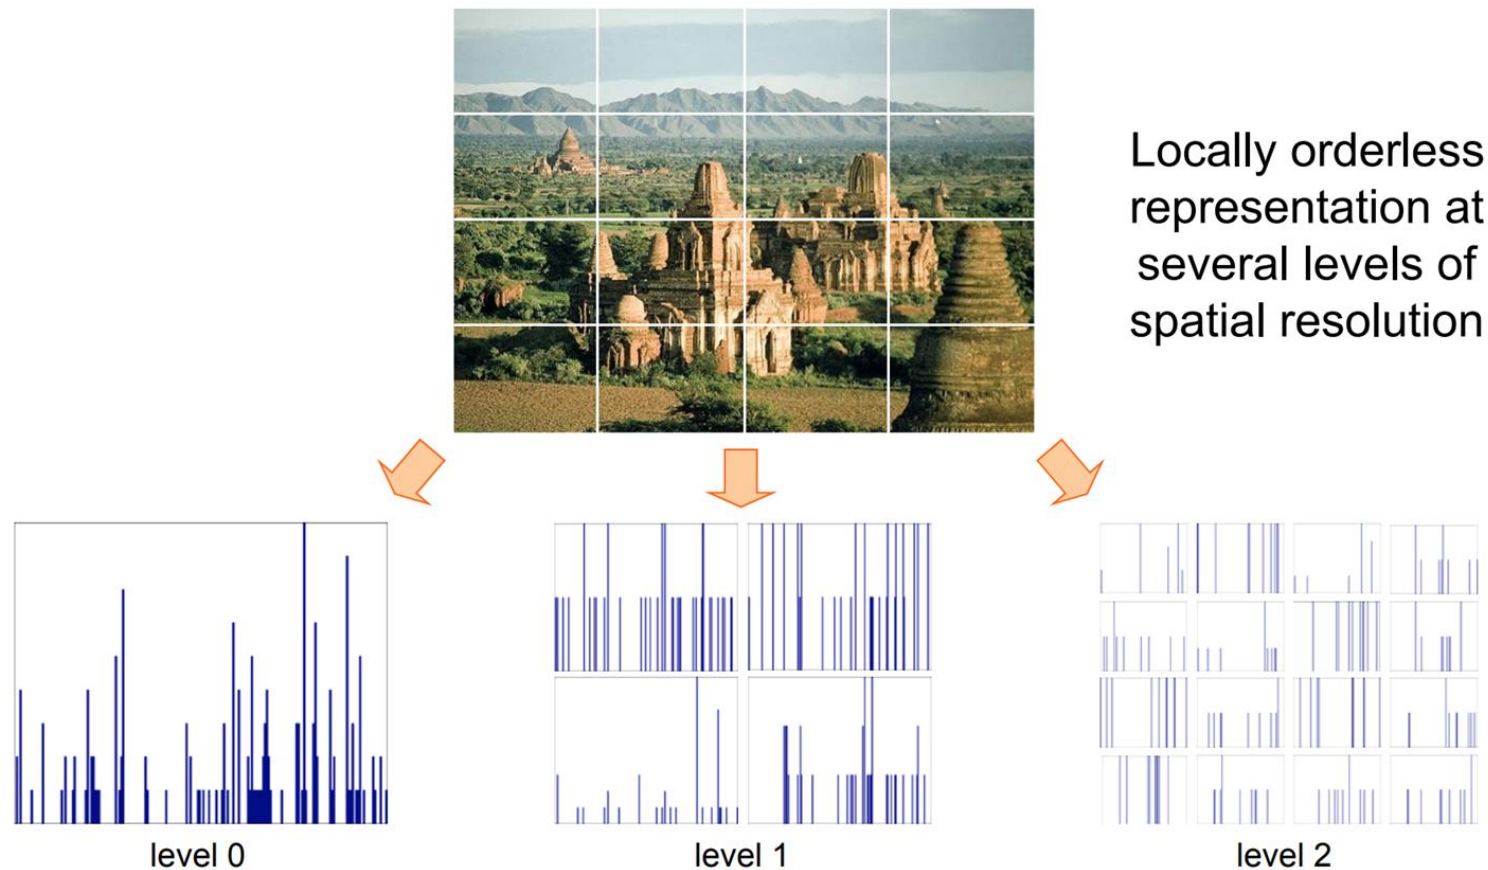 Locally orderless
representation at
several levels of
spatial resolution
level 0
level 1
level 2